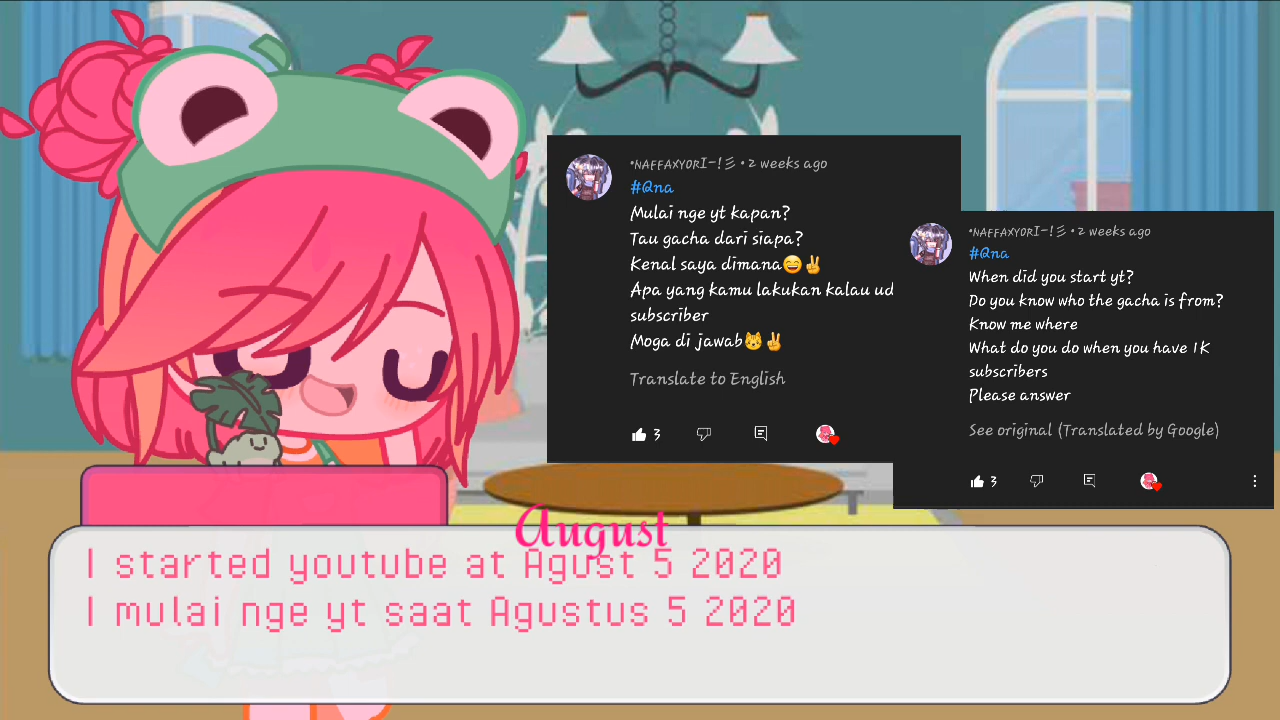 •ɴᴀғғᴀxʏᴏʀɪ-!彡 • 2 weeks ago
#Qna
Mulai nge yt kapan?
Tau gacha dari siapa?
Kenal saya dimana😄✌
Apa yang kamu lakukan kalau ud
subscriber
Moga di jawab😼✌
Translate to English
3
•ɴᴀғғᴀxʏᴏʀɪ-!彡 • 2 weeks ago
#Qna
When did you start yt?
Do you know who the gacha is from?
Know me where
What do you do when you have 1K
subscribers
Please answer
See original (Translated by Google)
3
August
I started youtube at Agust 5 2020
I mulai nge yt saat Agustus 5 2020